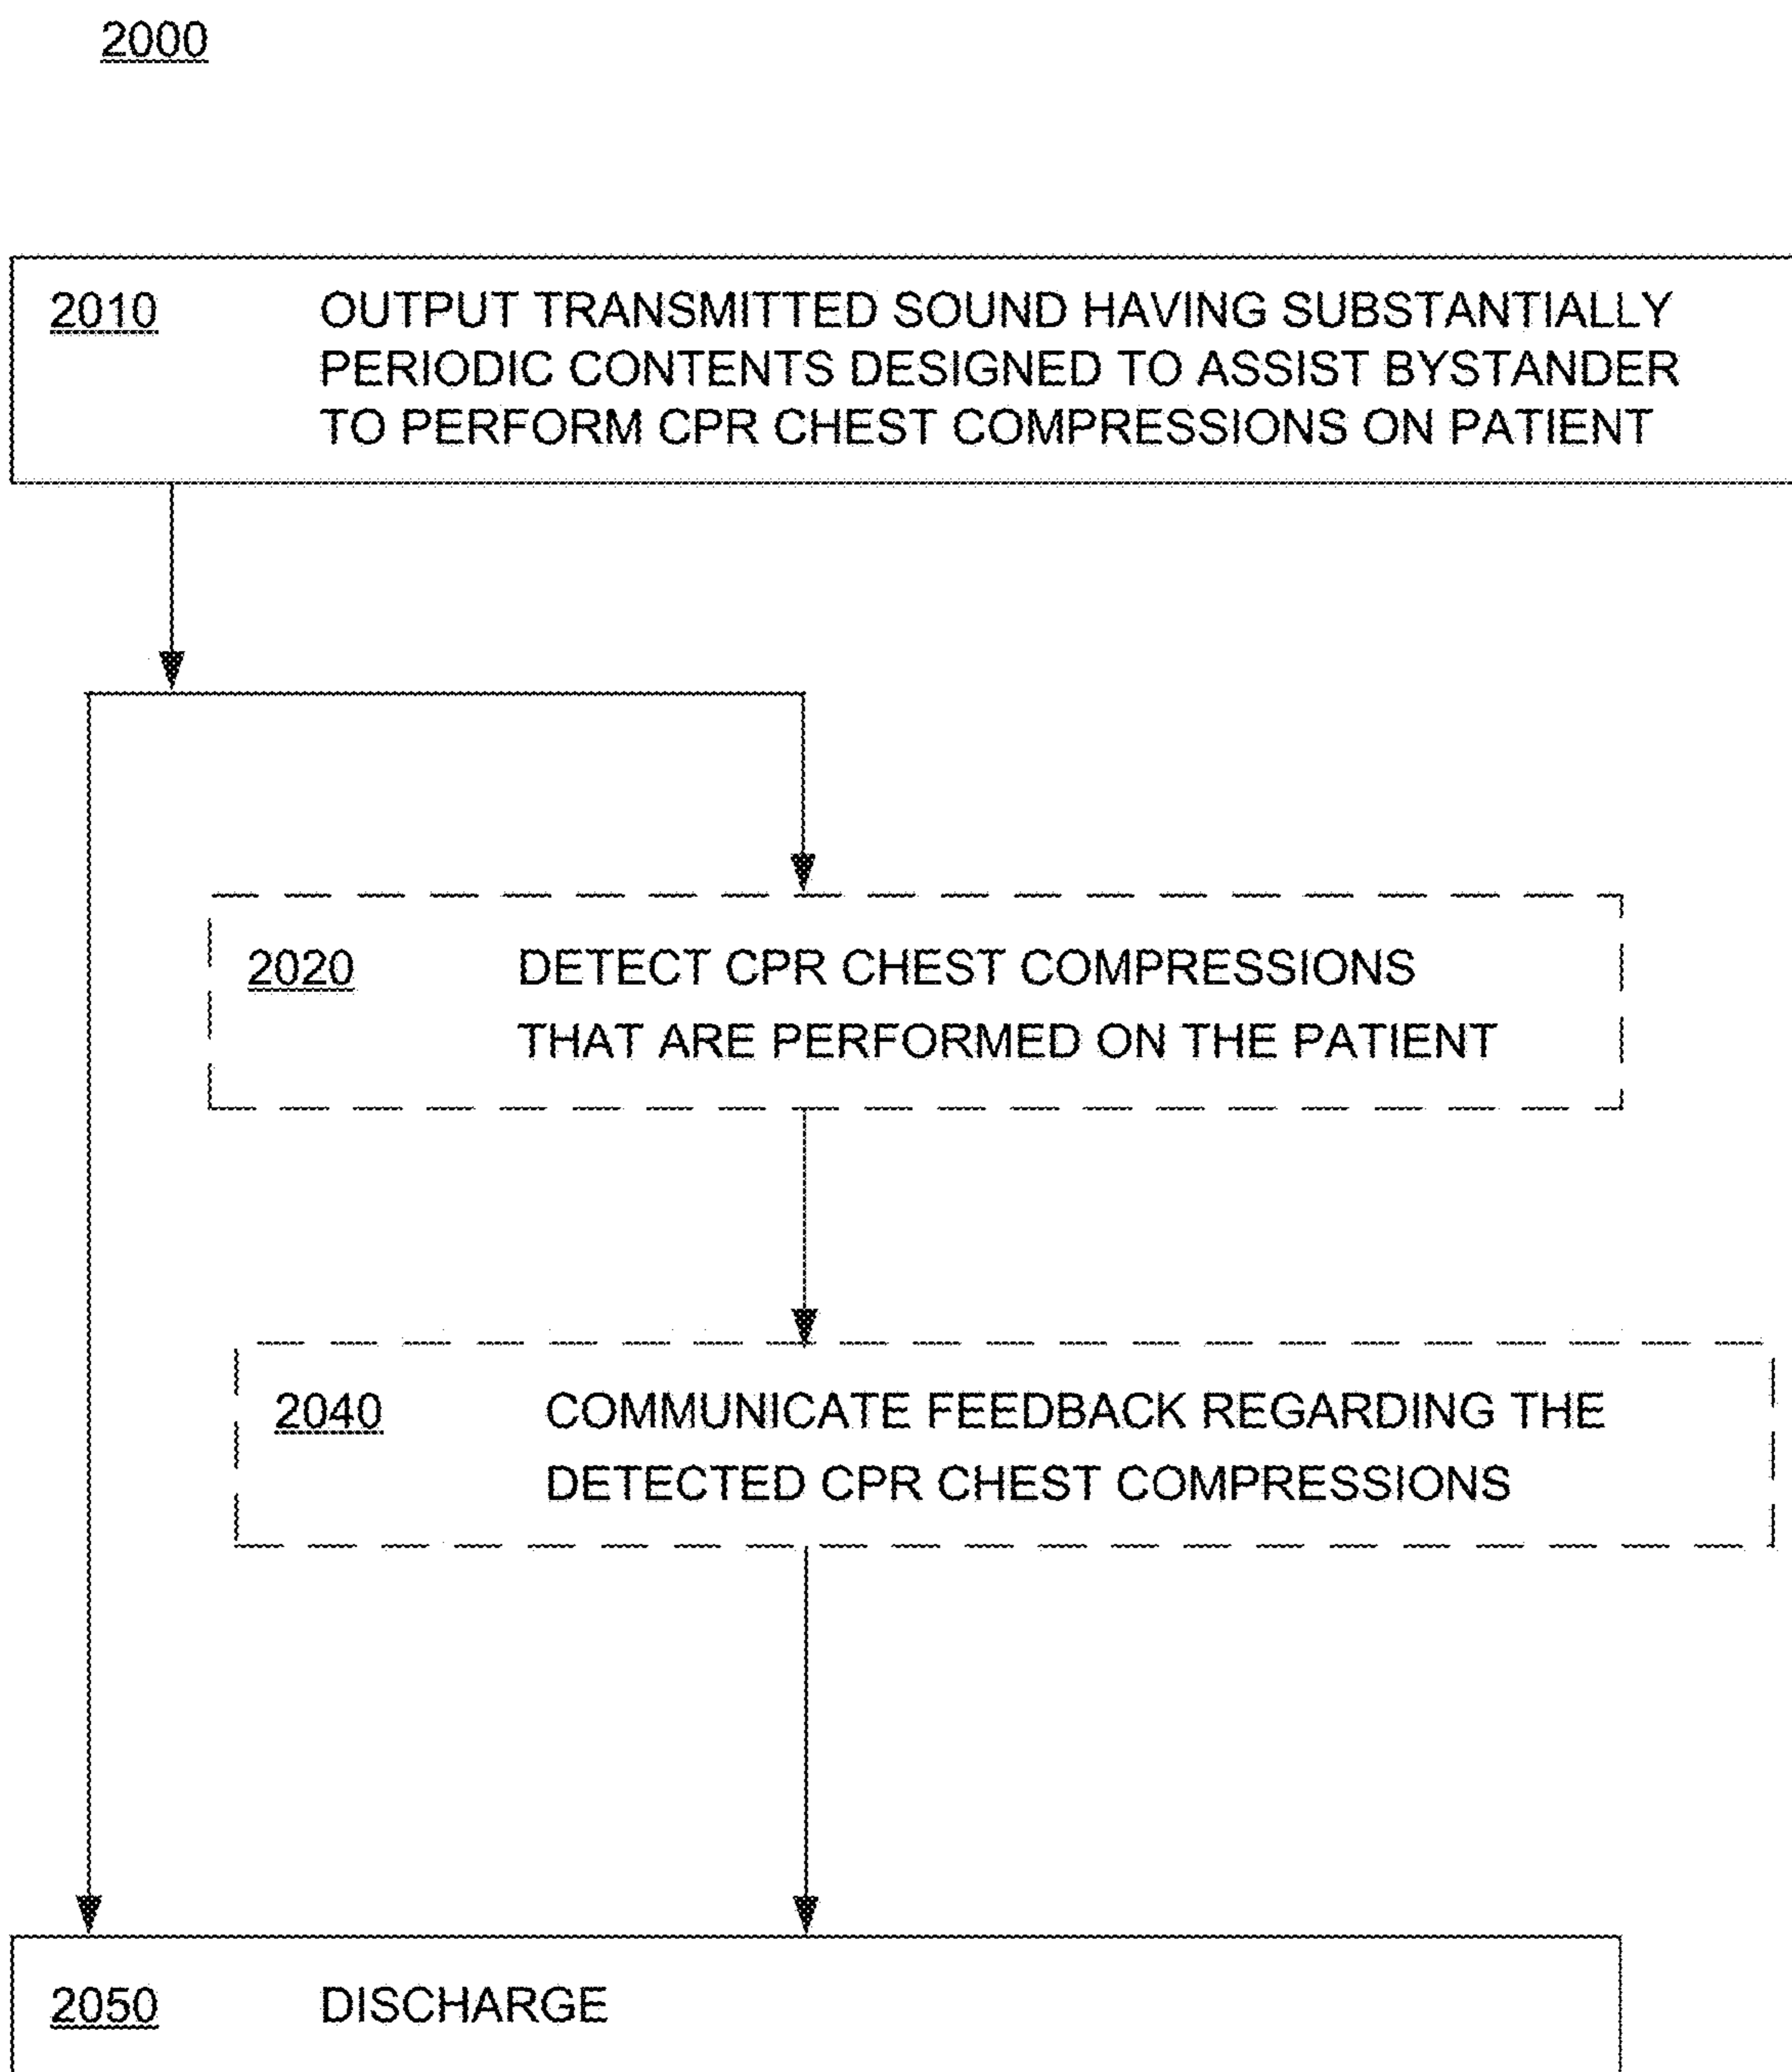 2000
2010 OUTPUT TRANSMITTED SOUND HAVING SUBSTANTIALLY
PERIODIC CONTENTS DESIGNED TO ASSIST BYSTANDER
TO PERFORM CPR CHEST COMPRESSIONS ON PATIENT
2020 DETECT CPR CHEST COMPRESSIONS
THAT ARE PERFORMED ON THE PATIENT
2040 COMMUNICATE FEEDBACK REGARDING THE
DETECTED CPR CHEST COMPRESSIONS
2050 DISCHARGE